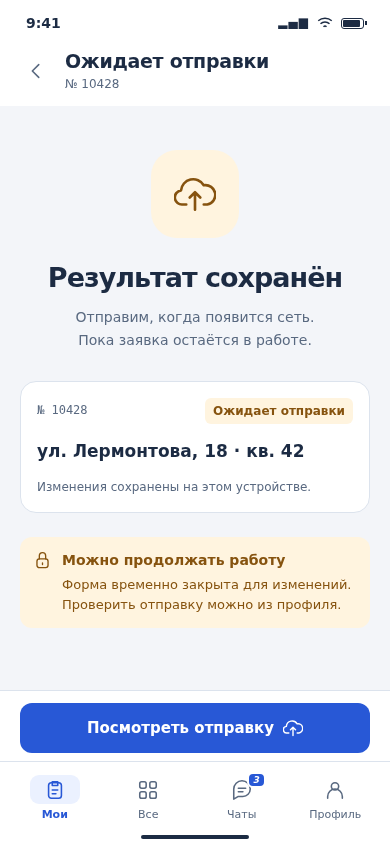 9:41
Ожидает отправки
№ 10428
Результат сохранён
Отправим, когда появится сеть.
Пока заявка остаётся в работе.
№ 10428
Ожидает отправки
ул. Лермонтова, 18 · кв. 42
Изменения сохранены на этом устройстве.
Можно продолжать работу
Форма временно закрыта для изменений.
Проверить отправку можно из профиля.
Посмотреть отправку
3
Мои
Все
Чаты
Профиль